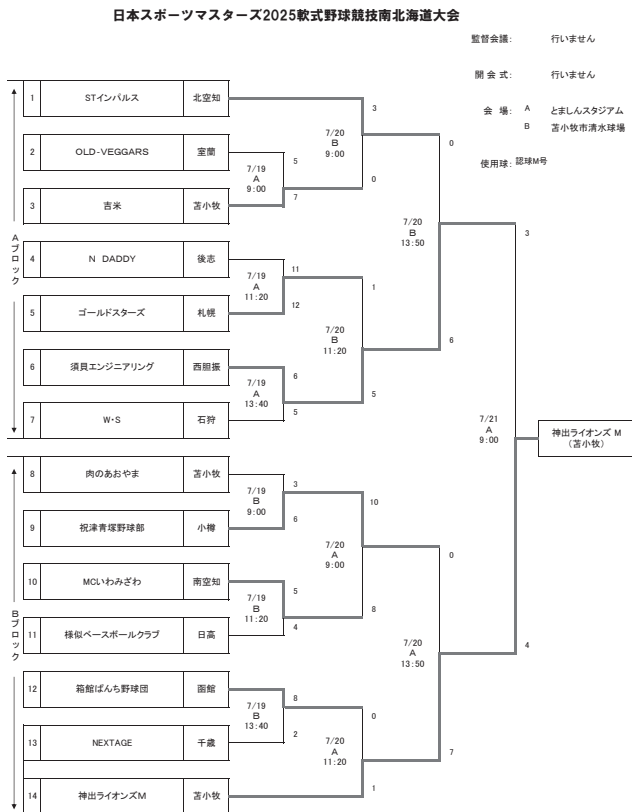 日本スポーツマスターズ2025軟式野球競技南北海道大会
監督会議： 行いません
開 会 式： 行いません
会 場： A とましんスタジアム
B 苫小牧市清水球場
使用球： 認球M号
Aブロック
1 STインパルス 北空知
2 OLD-VEGGARS 室蘭
3 吉米 苫小牧
4 N DADDY 後志
5 ゴールドスターズ 札幌
6 須貝エンジニアリング 西胆振
7 W・S 石狩
Bブロック
8 肉のあおやま 苫小牧
9 祝津青塚野球部 小樽
10 MCいわみざわ 南空知
11 様似ベースボールクラブ 日高
12 箱館ばんち野球団 函館
13 NEXTAGE 千歳
14 神出ライオンズM 苫小牧
7/19
A
9:00
5
7
7/19
A
11:20
11
12
7/19
A
13:40
6
5
7/19
B
9:00
3
6
7/19
B
11:20
5
4
7/19
B
13:40
8
2
7/20
B
9:00
3
0
7/20
B
11:20
1
5
7/20
A
9:00
10
8
7/20
A
11:20
0
1
7/20
B
13:50
0
6
7/20
A
13:50
0
7
7/21
A
9:00
3
4
神出ライオンズ M
（苫小牧）